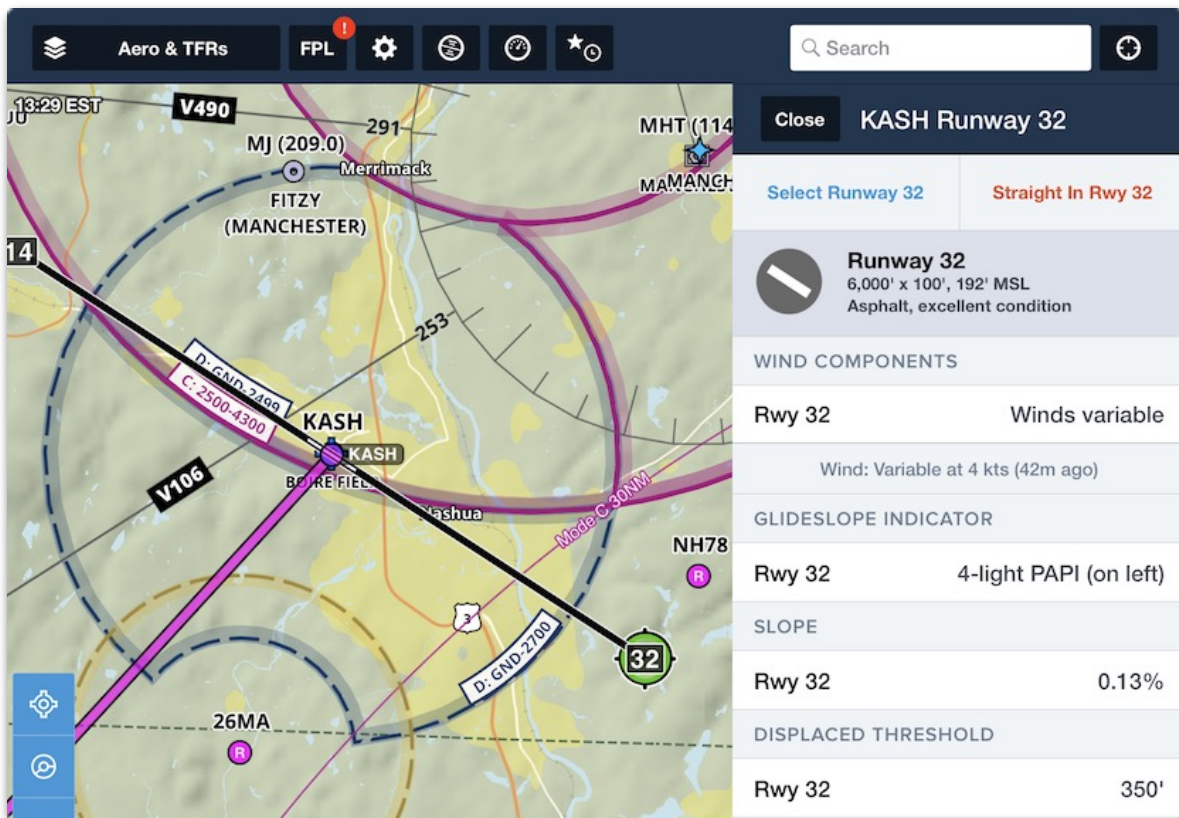 Aero & TFRs
FPL
!
Search
13:29 EST
V490
291
MJ (209.0)
Merrimack
FITZY
(MANCHESTER)
MHT (114
MANCH
14
253
D: GND-2499
C: 2500-4300
KASH
KASH
BOIRE FIEL
V106
Nashua
Mode C 30NM
NH78
R
3
32
D: GND-2700
26MA
R
Close
KASH Runway 32
Select Runway 32
Straight In Rwy 32
Runway 32
6,000' x 100', 192' MSL
Asphalt, excellent condition
WIND COMPONENTS
Rwy 32 Winds variable
Wind: Variable at 4 kts (42m ago)
GLIDESLOPE INDICATOR
Rwy 32 4-light PAPI (on left)
SLOPE
Rwy 32 0.13%
DISPLACED THRESHOLD
Rwy 32 350'